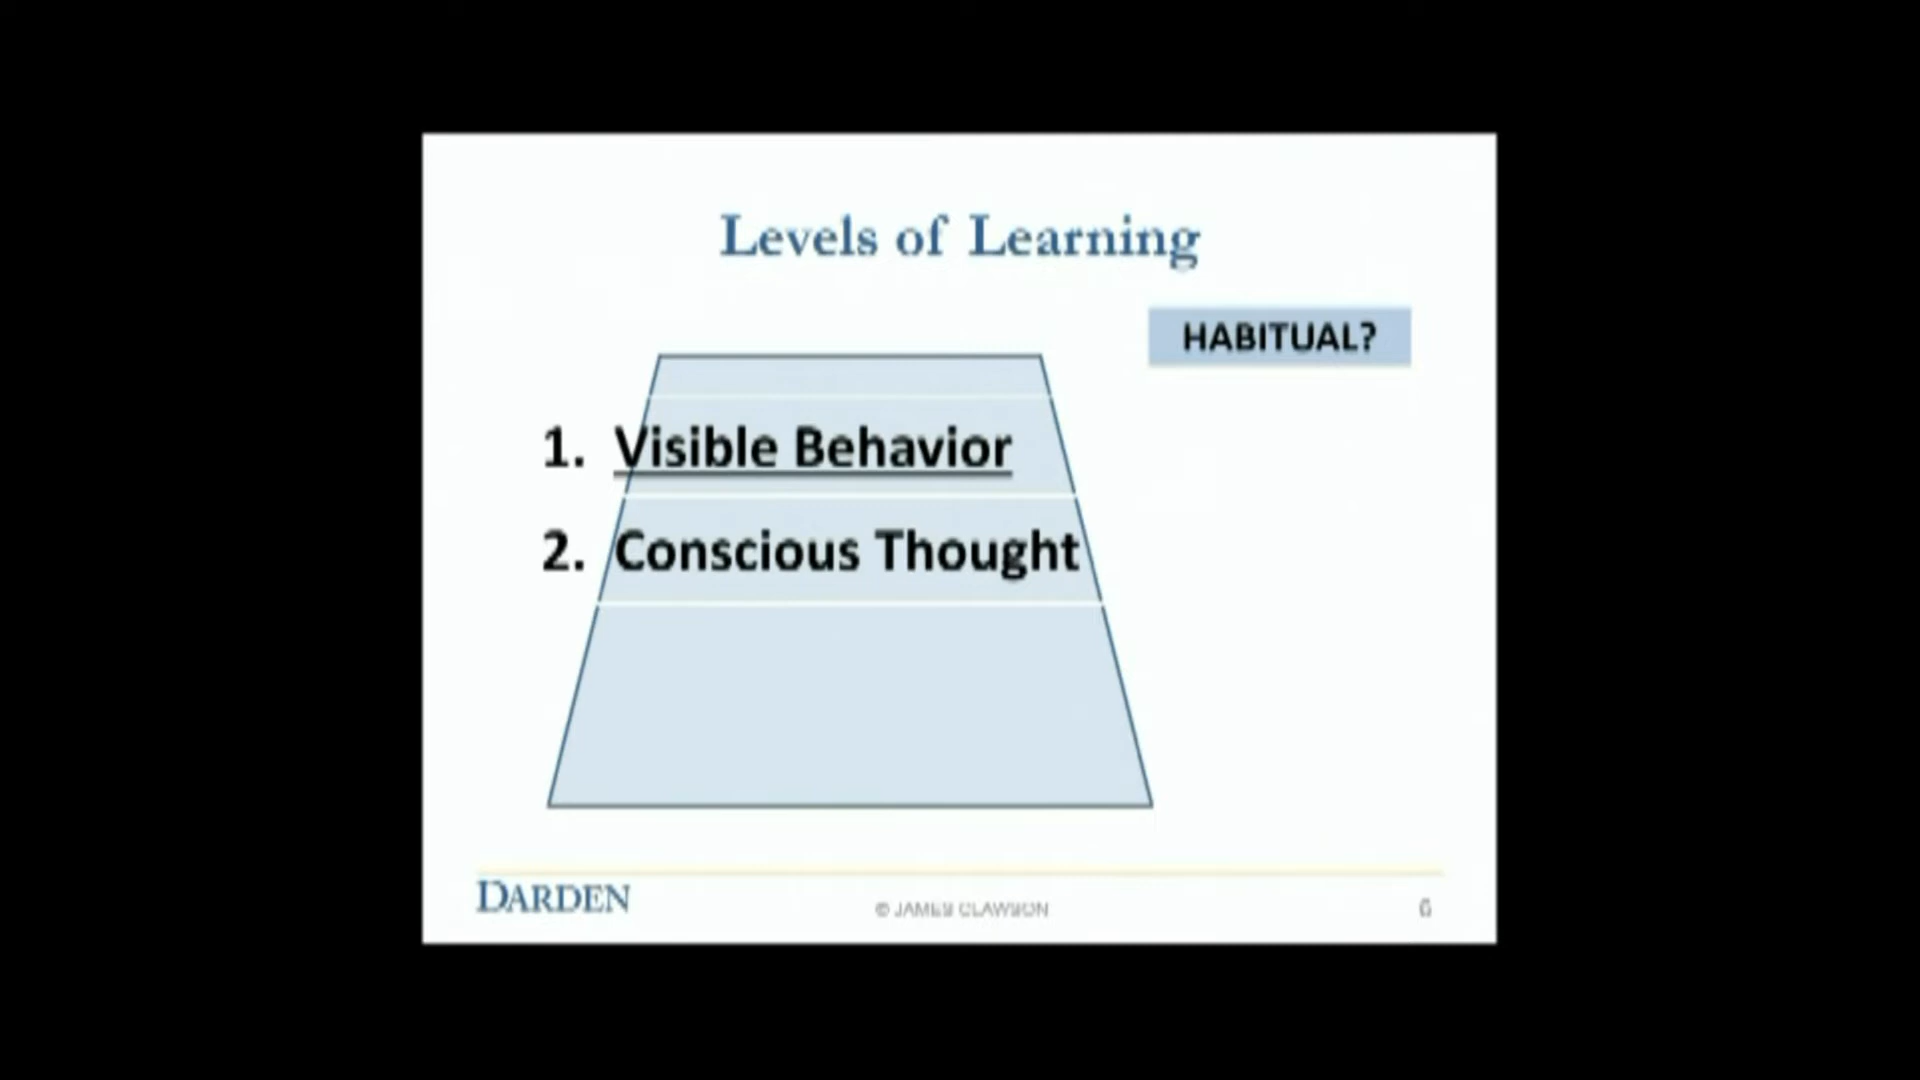 Levels of Learning
HABITUAL?
1. Visible Behavior
2. Conscious Thought
DARDEN
© JAMES CLAWSON
6